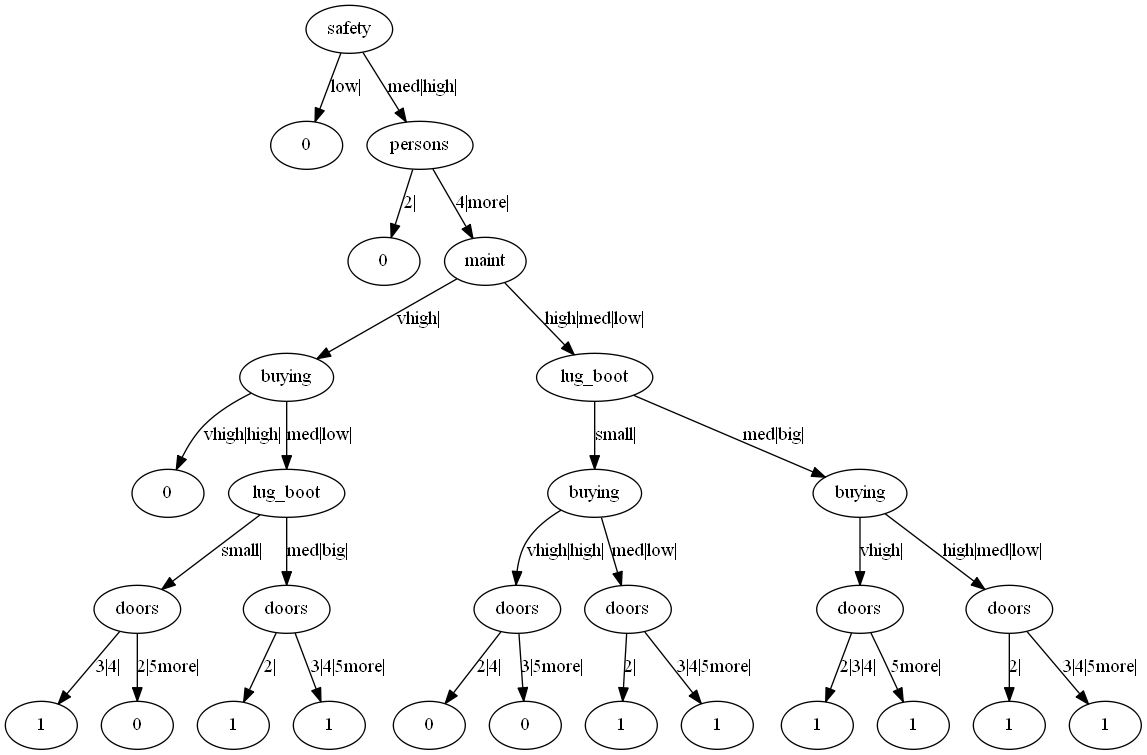 safety
low| med|high|
0 persons
2| 4|more|
0 maint
vhigh| high|med|low|
buying lug_boot
vhigh|high| med|low| small| med|big|
0 lug_boot buying buying
small| med|big| vhigh|high| med|low| vhigh| high|med|low|
doors doors doors doors doors doors
3|4| 2|5more| 2| 3|4|5more| 2|4| 3|5more| 2| 3|4|5more| 2|3|4| 5more| 2| 3|4|5more|
1 0 1 1 0 0 1 1 1 1 1 1